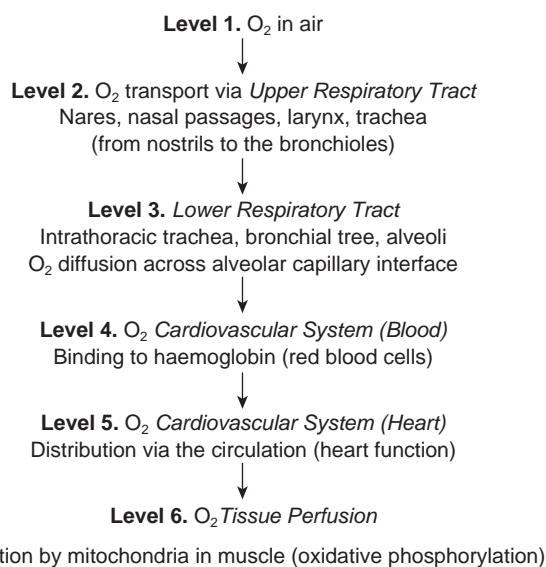 Level 1. O₂ in air
Level 2. O₂ transport via Upper Respiratory Tract
Nares, nasal passages, larynx, trachea
(from nostrils to the bronchioles)
Level 3. Lower Respiratory Tract
Intrathoracic trachea, bronchial tree, alveoli
O₂ diffusion across alveolar capillary interface
Level 4. O₂ Cardiovascular System (Blood)
Binding to haemoglobin (red blood cells)
Level 5. O₂ Cardiovascular System (Heart)
Distribution via the circulation (heart function)
Level 6. O₂ Tissue Perfusion
by mitochondria in muscle (oxidative phosphorylation)